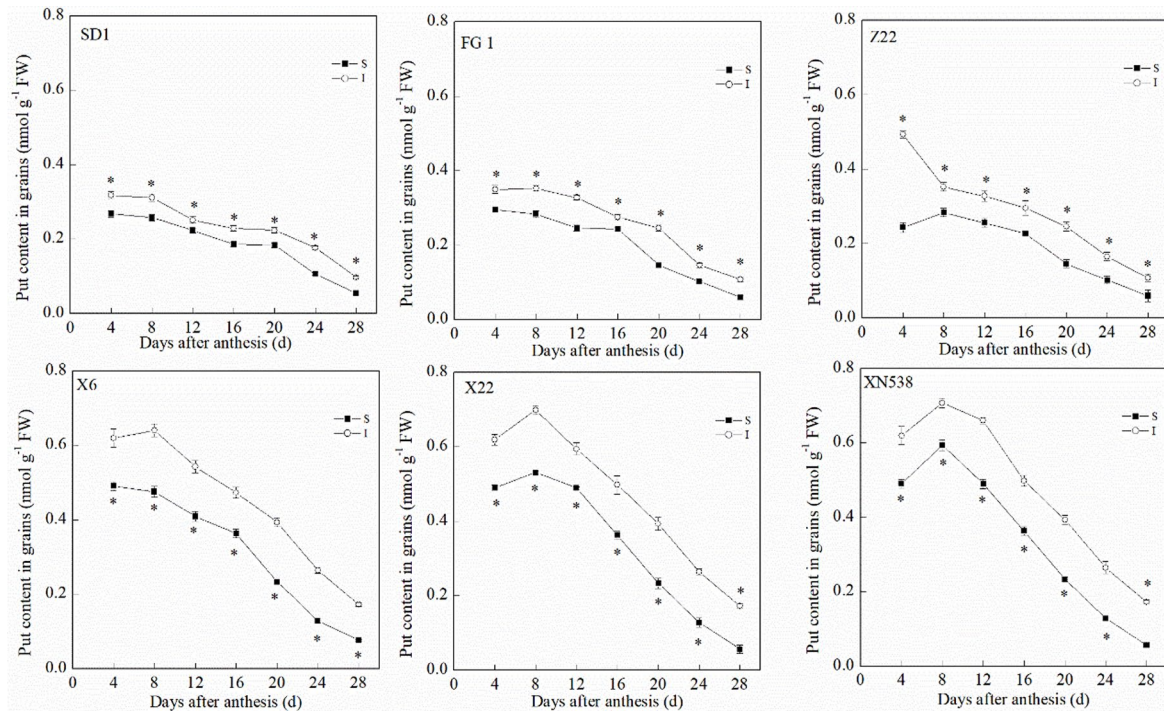 SD1
S
I
Put content in grains (nmol g⁻¹ FW)
0.8
0.6
0.4
0.2
0.0
* * * * * * *
0 4 8 12 16 20 24 28
Days after anthesis (d)
FG 1
S
I
Put content in grains (nmol g⁻¹ FW)
0.8
0.6
0.4
0.2
0.0
* * * * * * *
0 4 8 12 16 20 24 28
Days after anthesis (d)
Z22
S
I
Put content in grains (nmol g⁻¹ FW)
0.8
0.6
0.4
0.2
0.0
* * * * * * *
0 4 8 12 16 20 24 28
Days after anthesis (d)
X6
S
I
Put content in grains (nmol g⁻¹ FW)
0.8
0.6
0.4
0.2
0.0
* * * * * * *
0 4 8 12 16 20 24 28
Days after anthesis (d)
X22
S
I
Put content in grains (nmol g⁻¹ FW)
0.8
0.6
0.4
0.2
0.0
* * * * * * *
0 4 8 12 16 20 24 28
Days after anthesis (d)
XN538
S
I
Put content in grains (nmol g⁻¹ FW)
0.8
0.6
0.4
0.2
0.0
* * * * * * *
0 4 8 12 16 20 24 28
Days after anthesis (d)